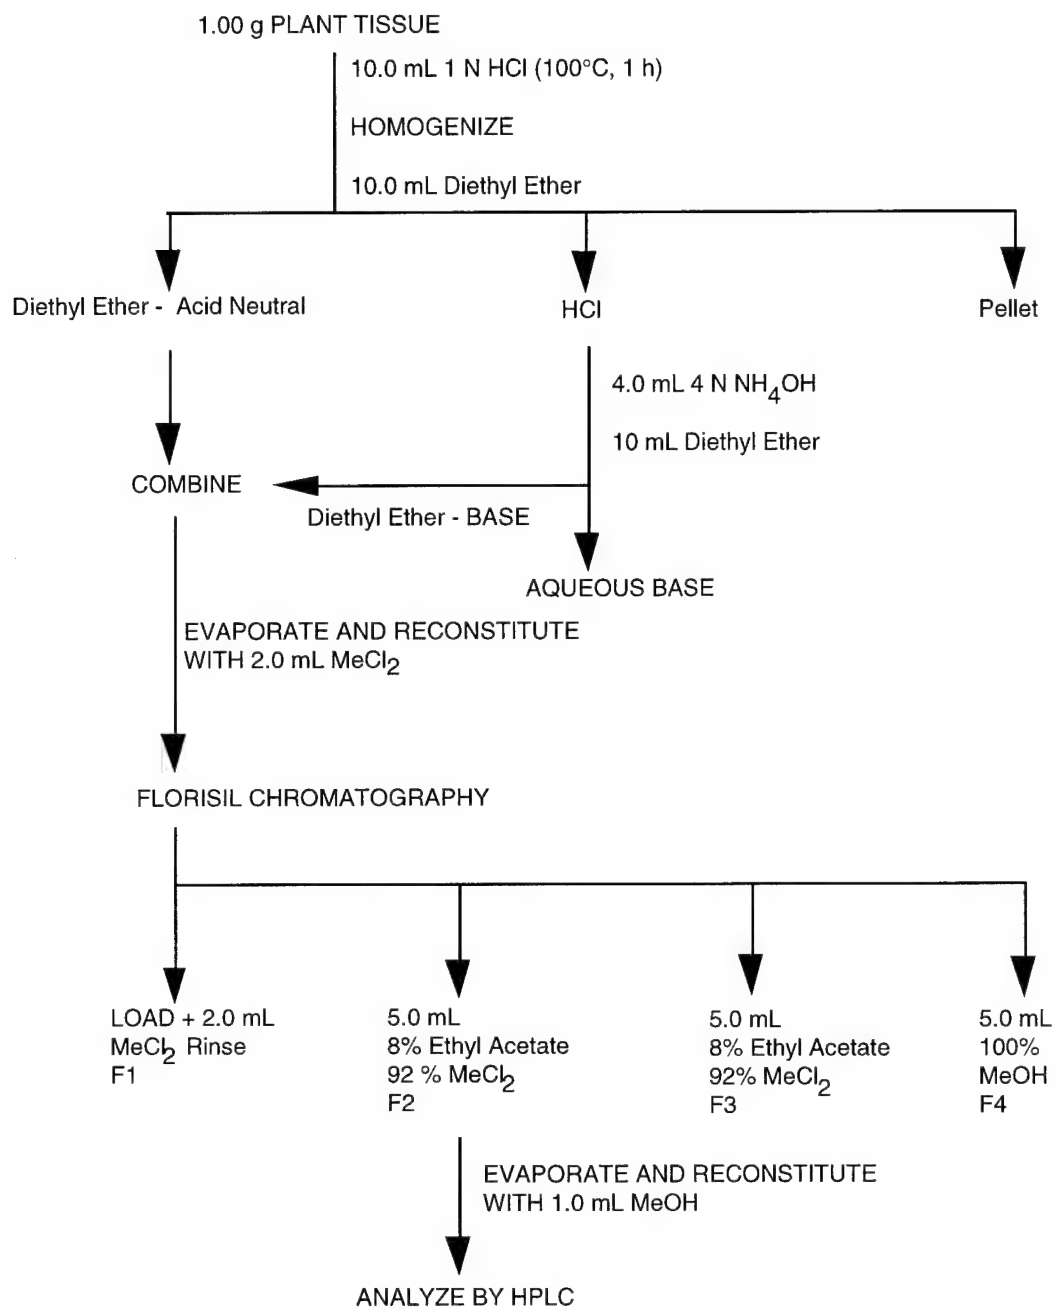 1.00 g PLANT TISSUE
10.0 mL 1 N HCl (100°C, 1 h)
HOMOGENIZE
10.0 mL Diethyl Ether
Diethyl Ether - Acid Neutral
HCl
Pellet
4.0 mL 4 N NH4OH
10 mL Diethyl Ether
COMBINE
Diethyl Ether - BASE
AQUEOUS BASE
EVAPORATE AND RECONSTITUTE
WITH 2.0 mL MeCl2
FLORISIL CHROMATOGRAPHY
LOAD + 2.0 mL
MeCl2 Rinse
F1
5.0 mL
8% Ethyl Acetate
92 % MeCl2
F2
5.0 mL
8% Ethyl Acetate
92% MeCl2
F3
5.0 mL
100%
MeOH
F4
EVAPORATE AND RECONSTITUTE
WITH 1.0 mL MeOH
ANALYZE BY HPLC